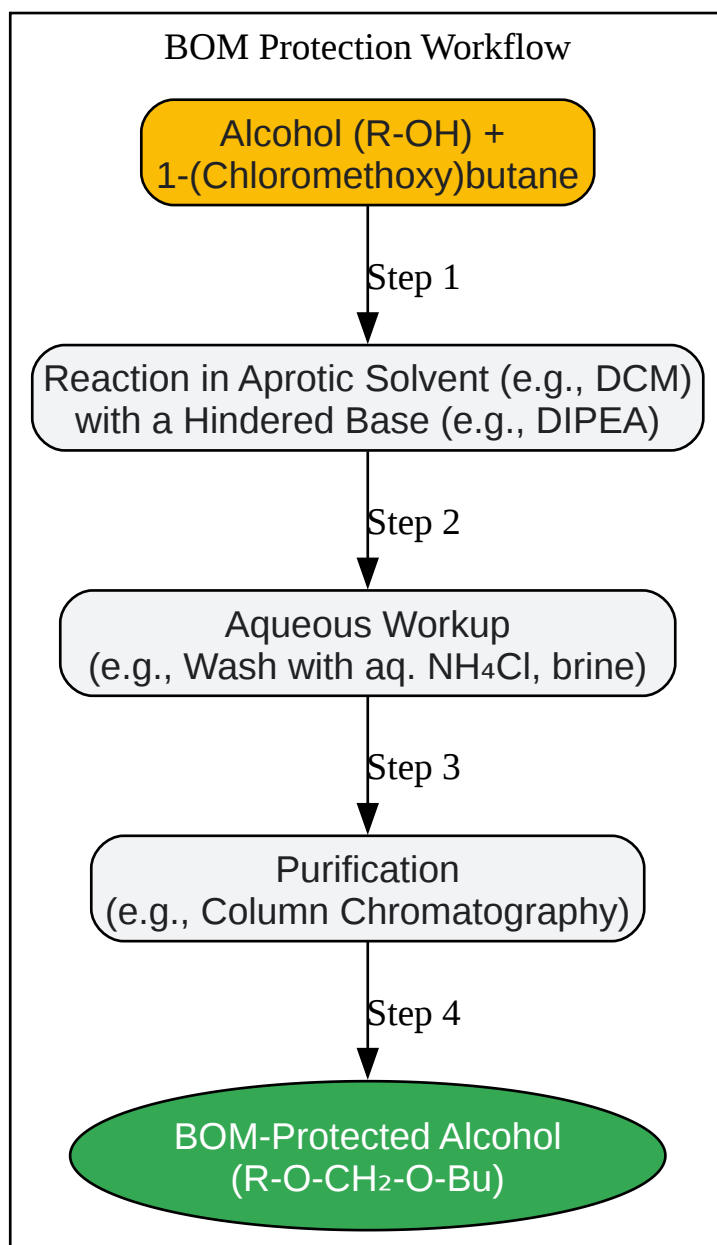 BOM Protection Workflow
Alcohol (R-OH) +
1-(Chloromethoxy)butane
Step 1
Reaction in Aprotic Solvent (e.g., DCM)
with a Hindered Base (e.g., DIPEA)
Step 2
Aqueous Workup
(e.g., Wash with aq. NH₄Cl, brine)
Step 3
Purification
(e.g., Column Chromatography)
Step 4
BOM-Protected Alcohol
(R-O-CH₂-O-Bu)